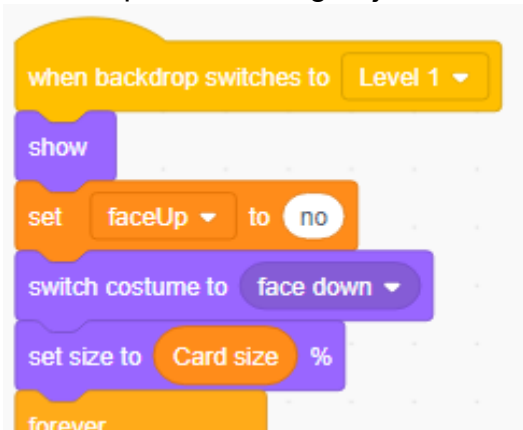 when backdrop switches to Level 1
show
set faceUp to no
switch costume to face down
set size to Card size %
forever